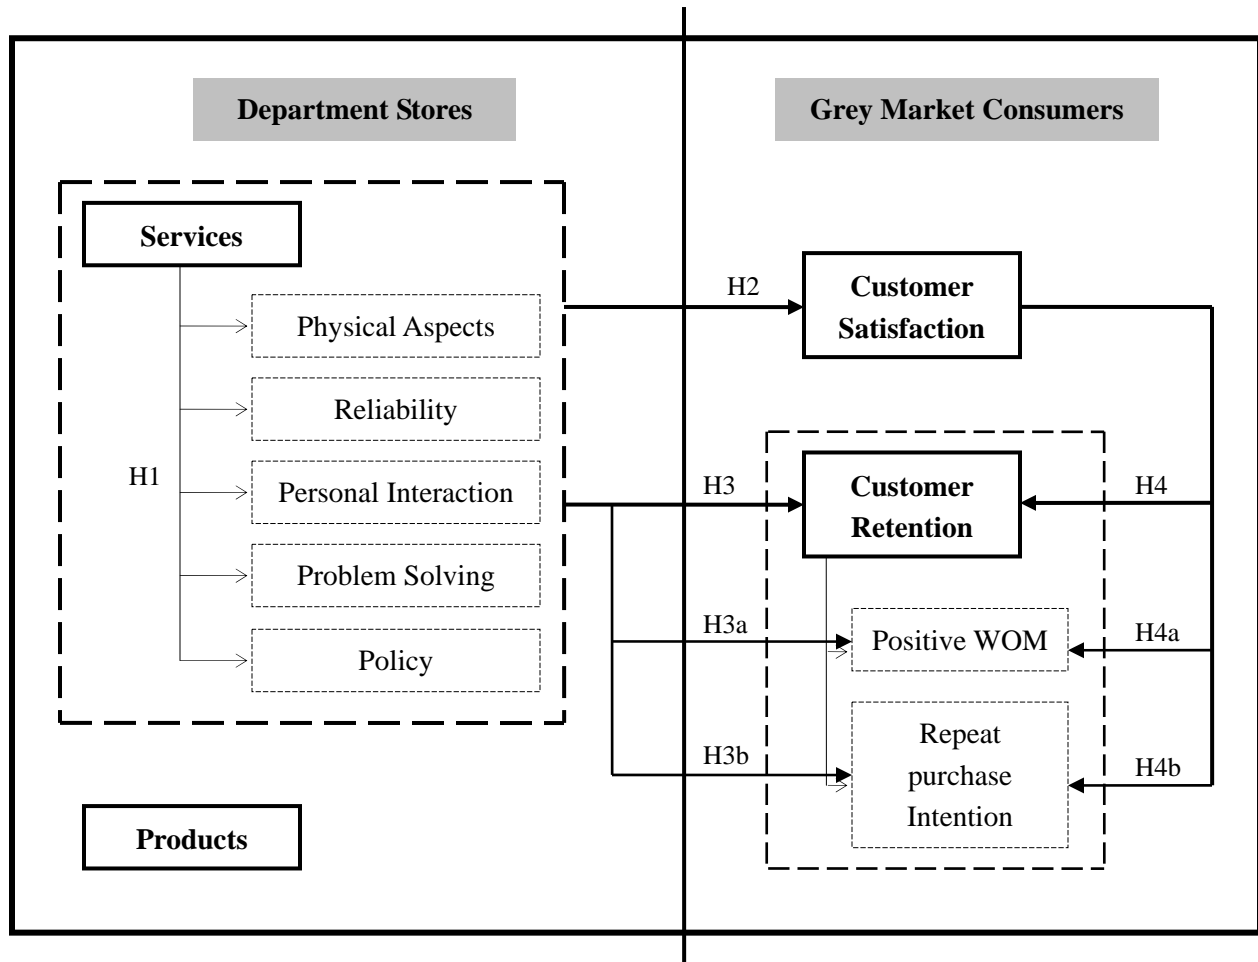 Department Stores
Grey Market Consumers
Services
Physical Aspects
Reliability
H1
Personal Interaction
Problem Solving
Policy
Products
H2
Customer
Satisfaction
H3
Customer
Retention
H4
H3a
Positive WOM
H4a
H3b
Repeat
purchase
Intention
H4b